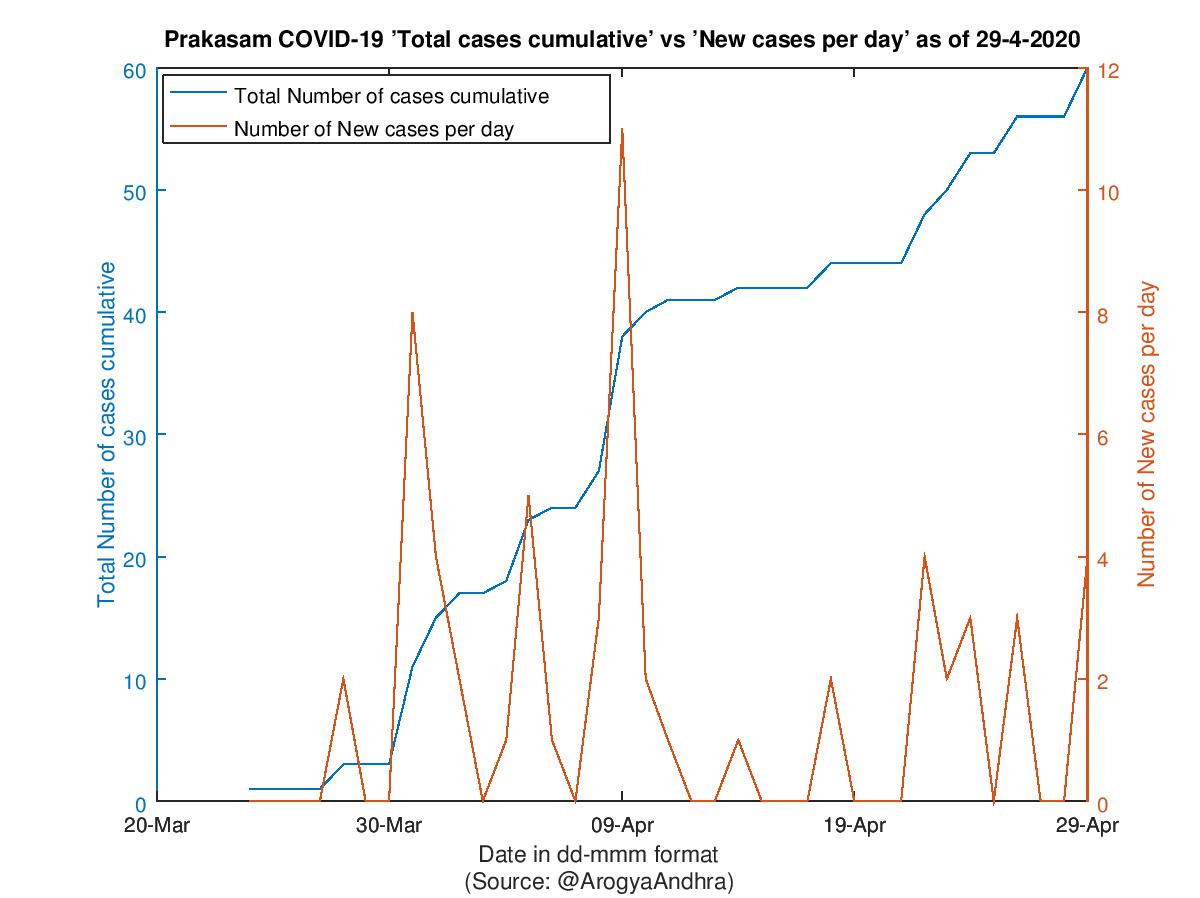 Prakasam COVID-19 ’Total cases cumulative’ vs ’New cases per day’ as of 29-4-2020
Total Number of cases cumulative
Number of New cases per day
60
50
40
30
20
10
0
Total Number of cases cumulative
12
10
8
6
4
2
0
Number of New cases per day
20-Mar 30-Mar 09-Apr 19-Apr 29-Apr
Date in dd-mmm format
(Source: @ArogyaAndhra)